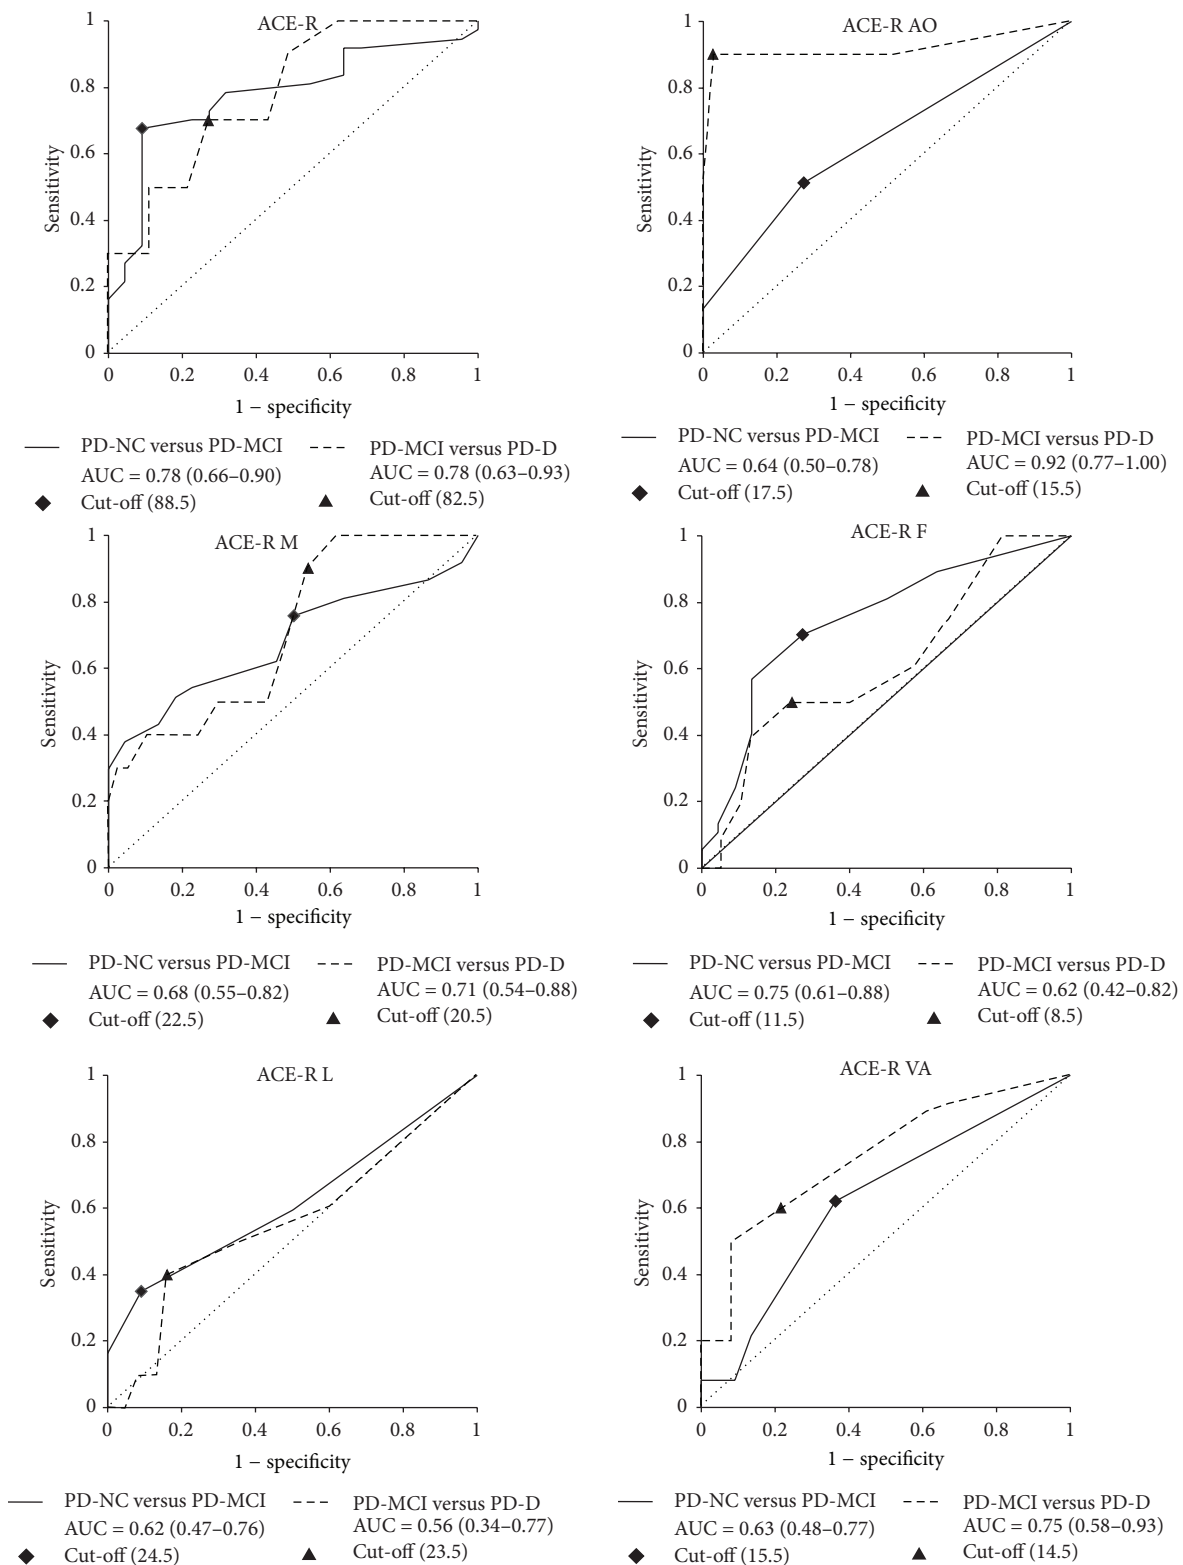 ACE-R
1
0.8
0.6
0.4
0.2
0
Sensitivity
0 0.2 0.4 0.6 0.8 1
1 − specificity
PD-NC versus PD-MCI
AUC = 0.78 (0.66–0.90)
Cut-off (88.5)
PD-MCI versus PD-D
AUC = 0.78 (0.63–0.93)
Cut-off (82.5)
ACE-R AO
1
0.8
0.6
0.4
0.2
0
Sensitivity
0 0.2 0.4 0.6 0.8 1
1 − specificity
PD-NC versus PD-MCI
AUC = 0.64 (0.50–0.78)
Cut-off (17.5)
PD-MCI versus PD-D
AUC = 0.92 (0.77–1.00)
Cut-off (15.5)
ACE-R M
1
0.8
0.6
0.4
0.2
0
Sensitivity
0 0.2 0.4 0.6 0.8 1
1 − specificity
PD-NC versus PD-MCI
AUC = 0.68 (0.55–0.82)
Cut-off (22.5)
PD-MCI versus PD-D
AUC = 0.71 (0.54–0.88)
Cut-off (20.5)
ACE-R F
1
0.8
0.6
0.4
0.2
0
Sensitivity
0 0.2 0.4 0.6 0.8 1
1 − specificity
PD-NC versus PD-MCI
AUC = 0.75 (0.61–0.88)
Cut-off (11.5)
PD-MCI versus PD-D
AUC = 0.62 (0.42–0.82)
Cut-off (8.5)
ACE-R L
1
0.8
0.6
0.4
0.2
0
Sensitivity
0 0.2 0.4 0.6 0.8 1
1 − specificity
PD-NC versus PD-MCI
AUC = 0.62 (0.47–0.76)
Cut-off (24.5)
PD-MCI versus PD-D
AUC = 0.56 (0.34–0.77)
Cut-off (23.5)
ACE-R VA
1
0.8
0.6
0.4
0.2
0
Sensitivity
0 0.2 0.4 0.6 0.8 1
1 − specificity
PD-NC versus PD-MCI
AUC = 0.63 (0.48–0.77)
Cut-off (15.5)
PD-MCI versus PD-D
AUC = 0.75 (0.58–0.93)
Cut-off (14.5)